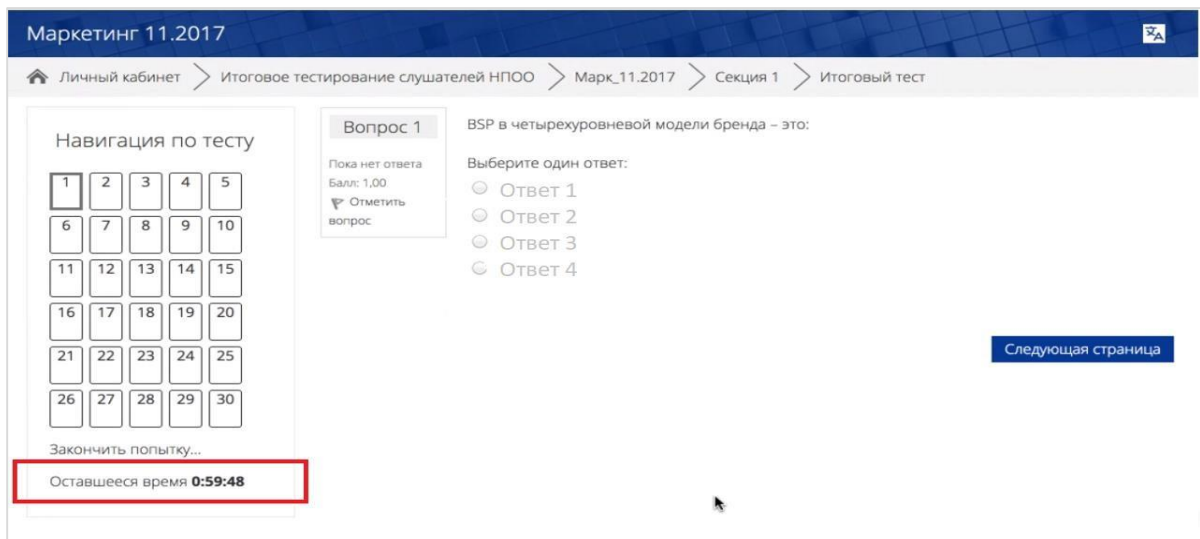 Маркетинг 11.2017
Личный кабинет
Итоговое тестирование слушателей НПОО
Марк_11.2017
Секция 1
Итоговый тест
Навигация по тесту
1 2 3 4 5
6 7 8 9 10
11 12 13 14 15
16 17 18 19 20
21 22 23 24 25
26 27 28 29 30
Закончить попытку...
Оставшееся время 0:59:48
Вопрос 1
Пока нет ответа
Балл: 1,00
Отметить
вопрос
BSP в четырехуровневой модели бренда – это:
Выберите один ответ:
Ответ 1
Ответ 2
Ответ 3
Ответ 4
Следующая страница